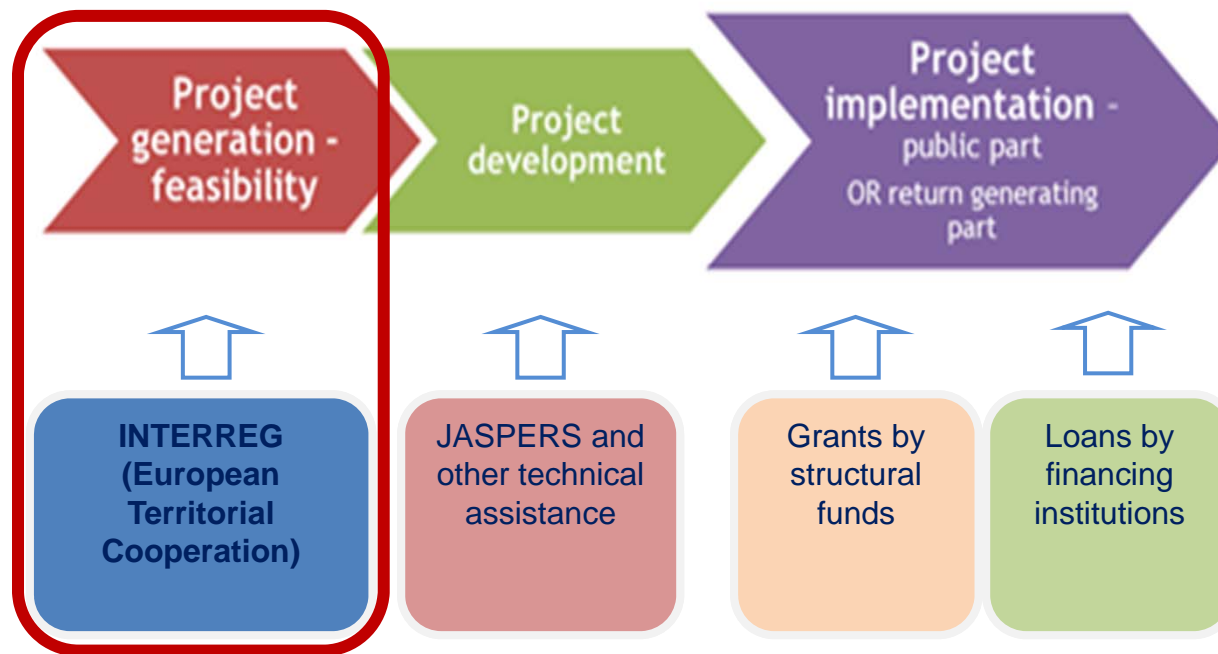 Project
generation -
feasibility
Project
development
Project
implementation -
public part
OR return generating
part
INTERREG
(European
Territorial
Cooperation)
JASPERS and
other technical
assistance
Grants by
structural
funds
Loans by
financing
institutions